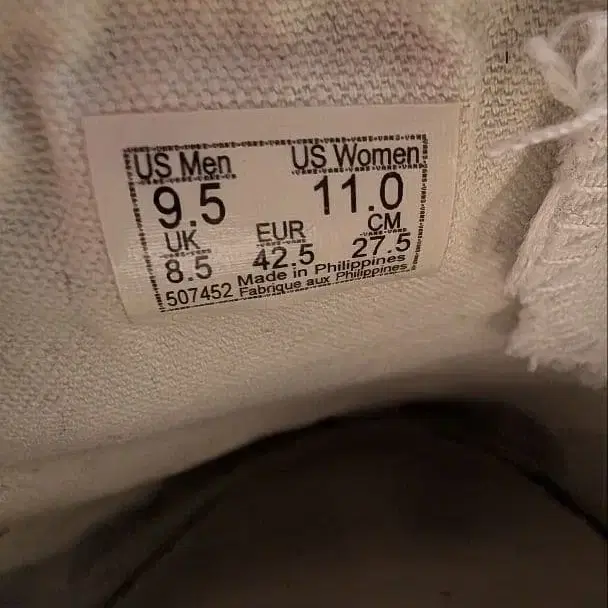 US Men US Women
9.5 11.0
UK EUR CM
8.5 42.5 27.5
Made in Philippines
507452 Fabrique aux Philippines